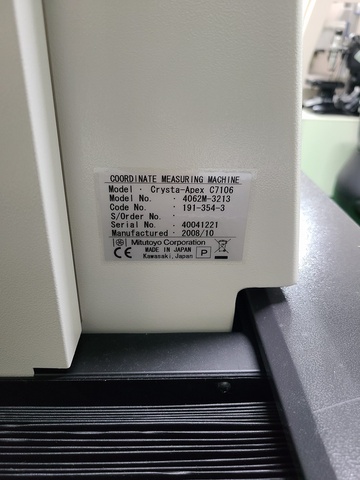 COORDINATE MEASURING MACHINE
Model · Crysta-Apex C7106
Model No. · 4062M-3213
Code No. · 191-354-3
S/Order No. ·
Serial No. · 40041221
Manufactured · 2008/10
Mitutoyo Corporation
CE MADE IN JAPAN P
Kawasaki, Japan